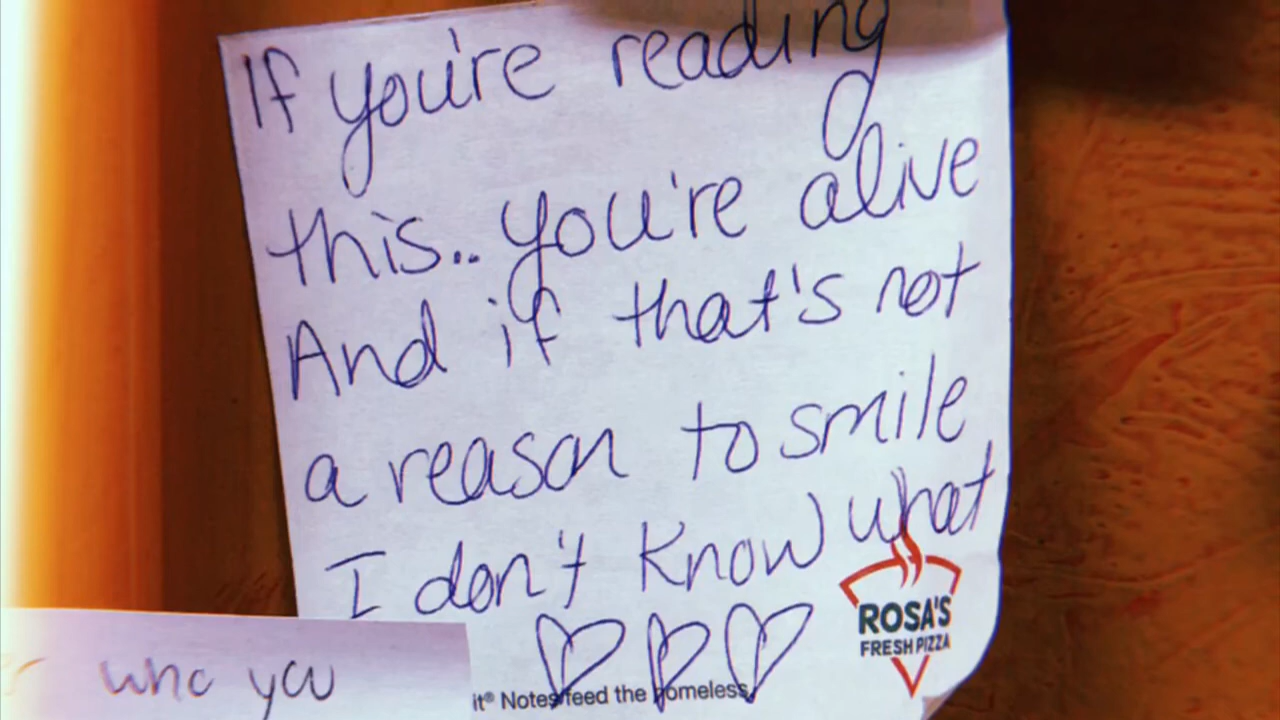 If you're reading
this.. you're alive
And if that's not
a reason to smile
I don't know what
ROSA'S
FRESH PIZZA
it® Notes feed the homeless
who you